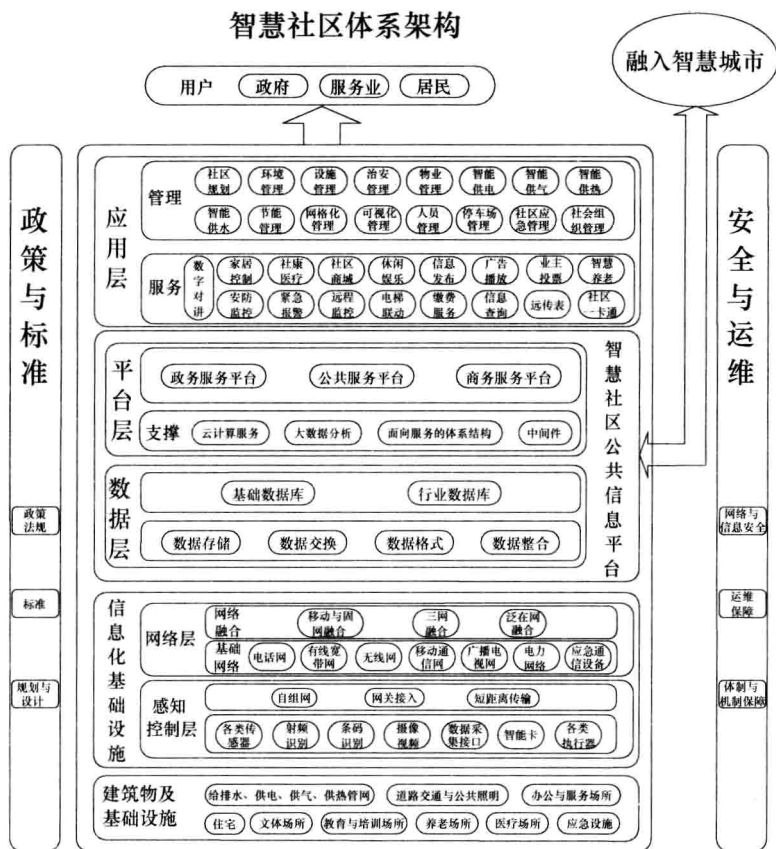 智慧社区体系架构
融入智慧城市
用户 政府 服务业 居民
政策与标准
政策法规
标准
规划与设计
应用层
管理
社区规划 环境管理 设施管理 治安管理 物业管理 智能供电 智能供气 智能供热
智能供水 节能管理 网格化管理 可视化管理 人员管理 停车场管理 社区应急管理 社会组织管理
服务
数字对讲
家居控制 社康医疗 社区商城 休闲娱乐 信息发布 广告播放 业主投票 智慧养老
安防监控 紧急报警 远程监控 电梯联动 缴费服务 信息查询 远传表 社区一卡通
智慧社区公共信息平台
平台层
政务服务平台 公共服务平台 商务服务平台
支撑 云计算服务 大数据分析 面向服务的体系结构 中间件
数据层
基础数据库 行业数据库
数据存储 数据交换 数据格式 数据整合
信息化基础设施
网络层
网络融合 移动与固网融合 三网融合 泛在网融合
基础网络 电话网 有线宽带网 无线网 移动通信网 广播电视网 电力网络 应急通信设备
感知控制层
自组网 网关接入 短距离传输
各类传感器 射频识别 条码识别 摄像视频 数据采集接口 智能卡 各类执行器
建筑物及基础设施
给排水、供电、供气、供热管网 道路交通与公共照明 办公与服务场所
住宅 文体场所 教育与培训场所 养老场所 医疗场所 应急设施
安全与运维
网络与信息安全
运维保障
体制与机制保障